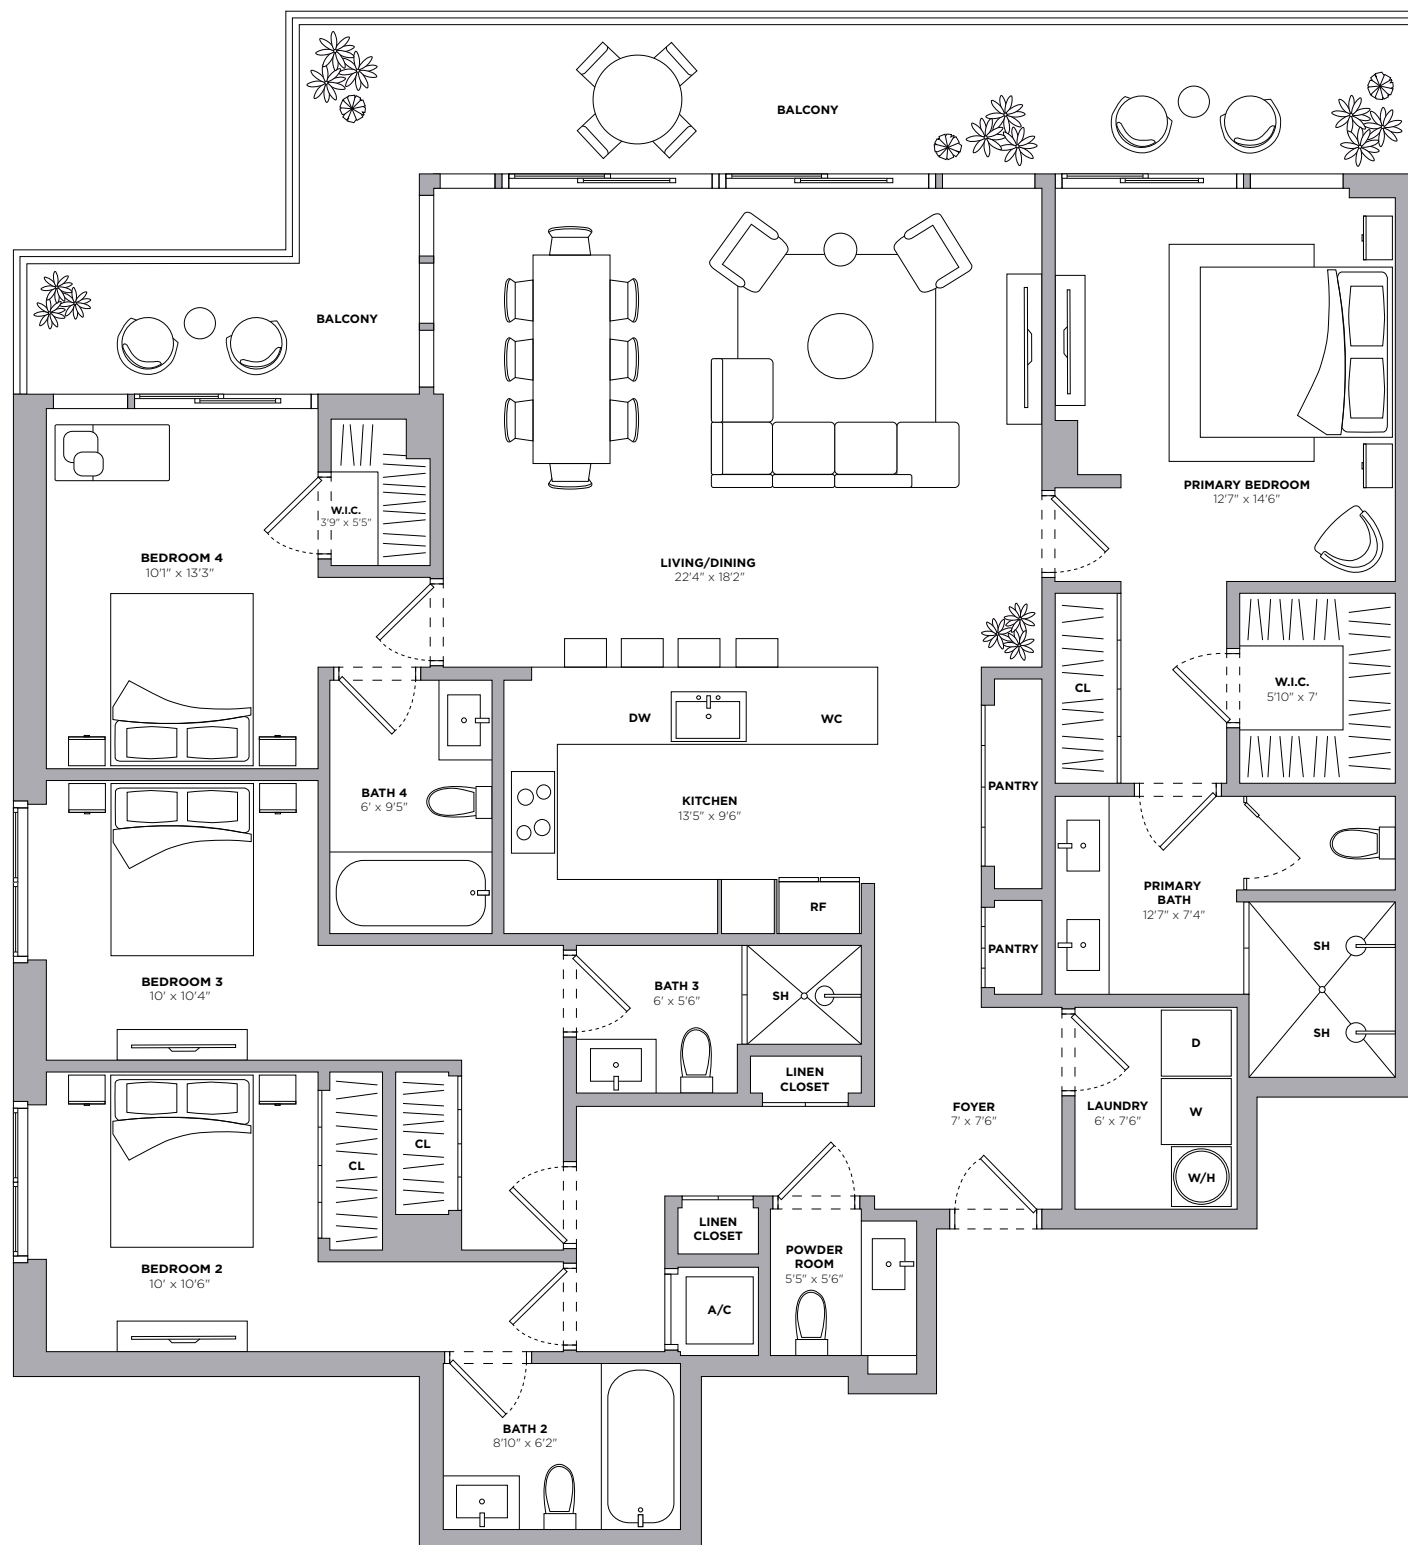 BALCONY
BALCONY
PRIMARY BEDROOM
12'7" x 14'6"
W.I.C.
3'9" x 5'5"
BEDROOM 4
10'1" x 13'3"
LIVING/DINING
22'4" x 18'2"
CL
W.I.C.
5'10" x 7'
DW
WC
PANTRY
BATH 4
6' x 9'5"
KITCHEN
13'5" x 9'6"
PRIMARY
BATH
12'7" x 7'4"
RF
PANTRY
SH
BEDROOM 3
10' x 10'4"
BATH 3
6' x 5'6"
SH
SH
D
LINEN
CLOSET
FOYER
7' x 7'6"
LAUNDRY
6' x 7'6"
W
CL
CL
W/H
LINEN
CLOSET
POWDER
ROOM
5'5" x 5'6"
BEDROOM 2
10' x 10'6"
A/C
BATH 2
8'10" x 6'2"